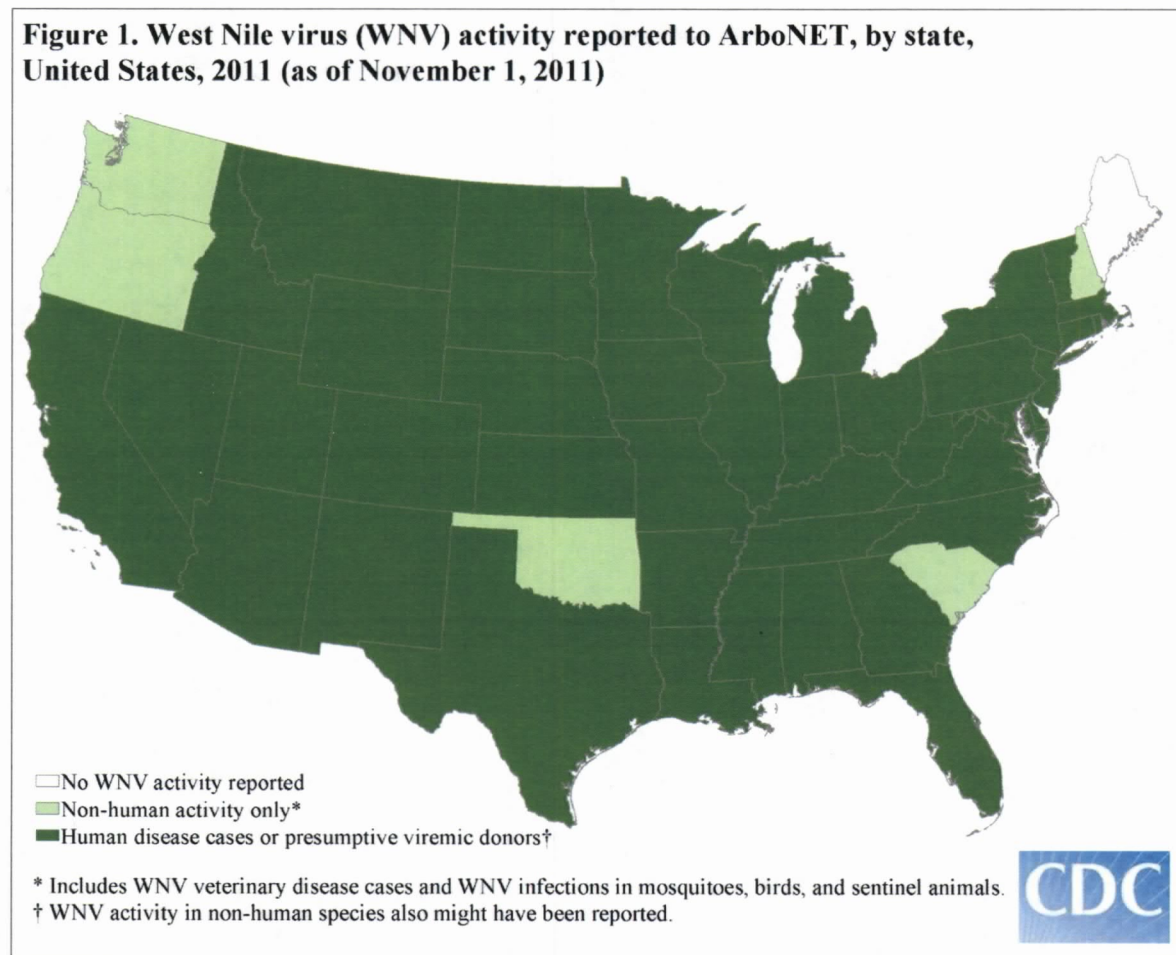 Figure 1. West Nile virus (WNV) activity reported to ArboNET, by state,
United States, 2011 (as of November 1, 2011)
No WNV activity reported
Non-human activity only*
Human disease cases or presumptive viremic donors†
* Includes WNV veterinary disease cases and WNV infections in mosquitoes, birds, and sentinel animals.
† WNV activity in non-human species also might have been reported.
CDC